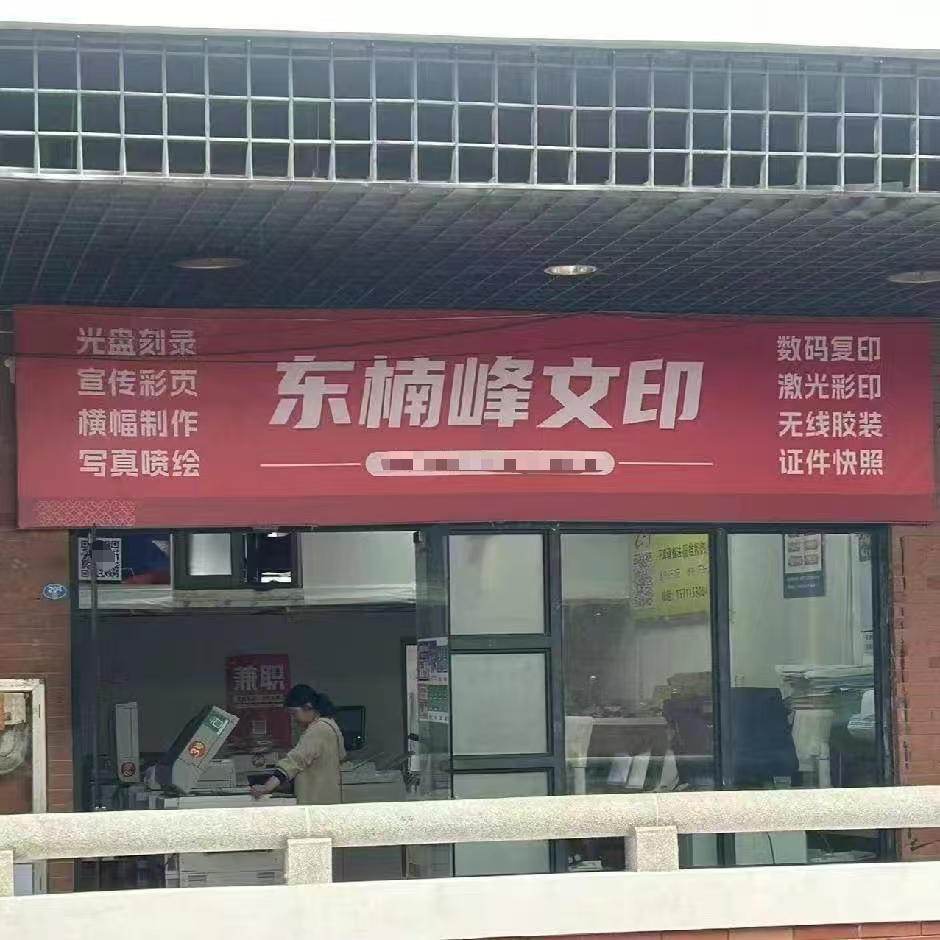 光盘刻录
宣传彩页
横幅制作
写真喷绘
东楠峰文印
数码复印
激光彩印
无线胶装
证件快照
兼职